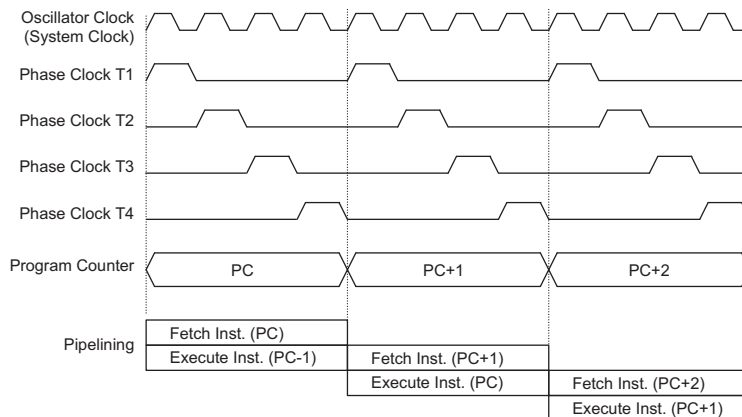 Oscillator Clock
(System Clock)
Phase Clock T1
Phase Clock T2
Phase Clock T3
Phase Clock T4
Program Counter
PC
PC+1
PC+2
Pipelining
Fetch Inst. (PC)
Execute Inst. (PC-1)
Fetch Inst. (PC+1)
Execute Inst. (PC)
Fetch Inst. (PC+2)
Execute Inst. (PC+1)